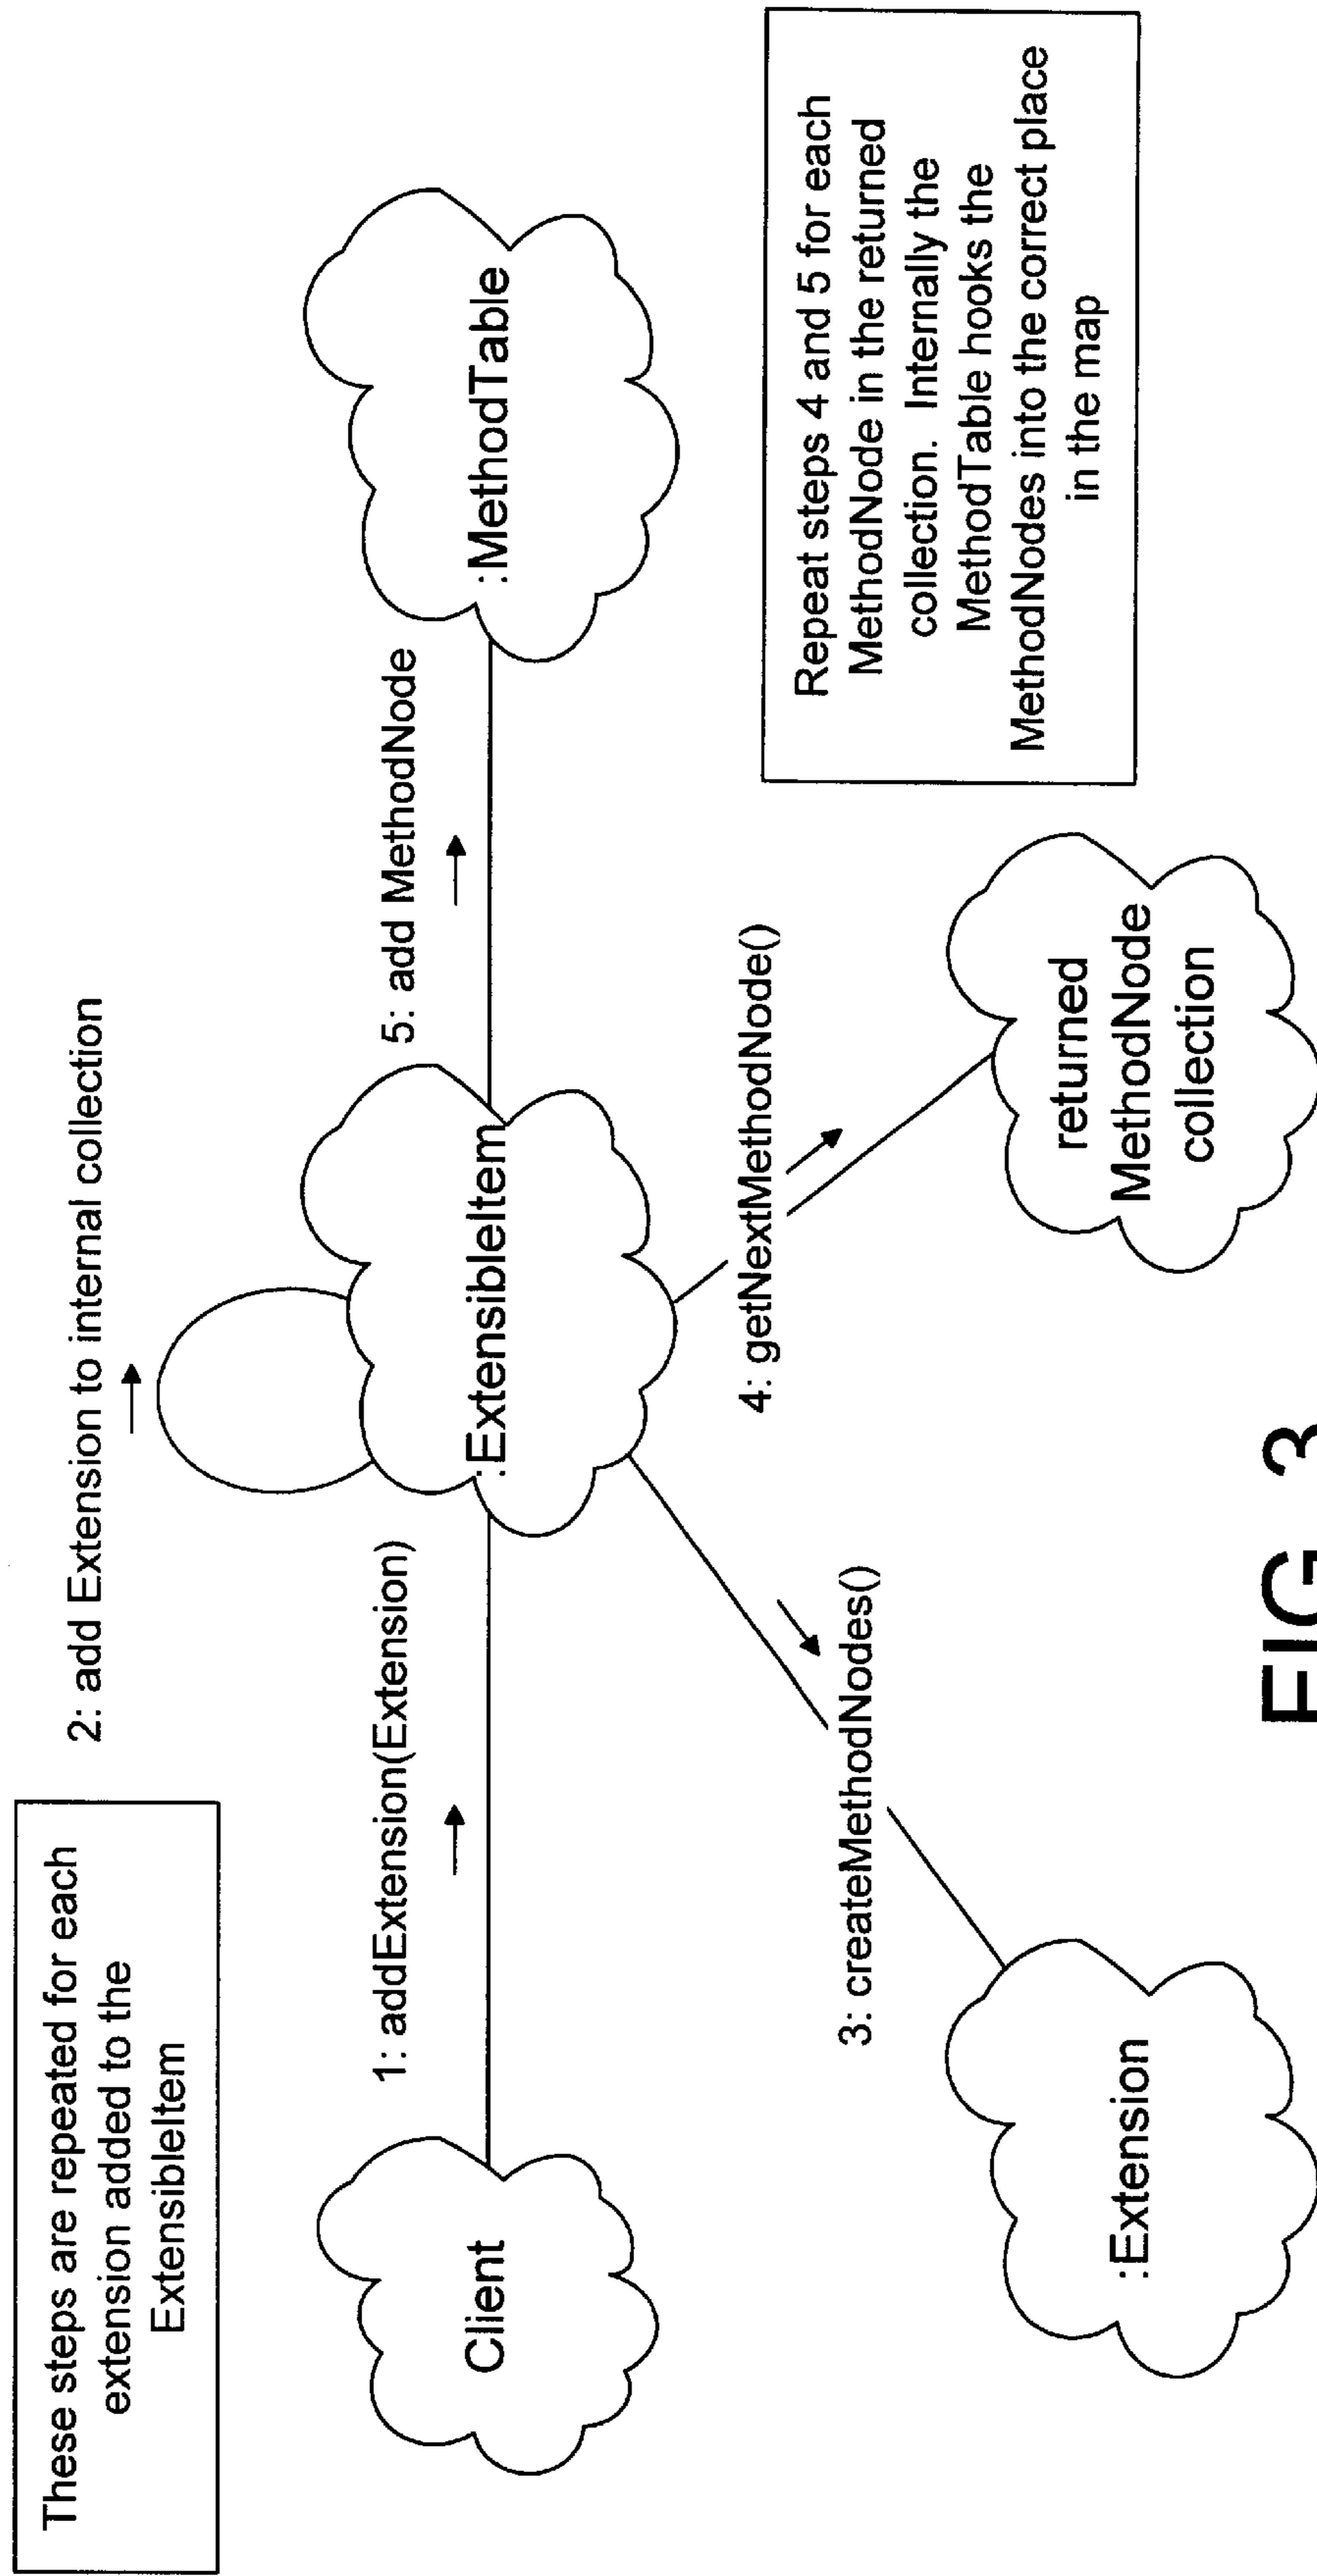 These steps are repeated for each
extension added to the
ExtensibleItem
2: add Extension to internal collection
1: addExtension(Extension)
5: add MethodNode
Client
:ExtensibleItem
:MethodTable
3: createMethodNodes()
4: getNextMethodNode()
Repeat steps 4 and 5 for each
MethodNode in the returned
collection. Internally the
MethodTable hooks the
MethodNodes into the correct place
in the map
:Extension
returned
MethodNode
collection
FIG 3